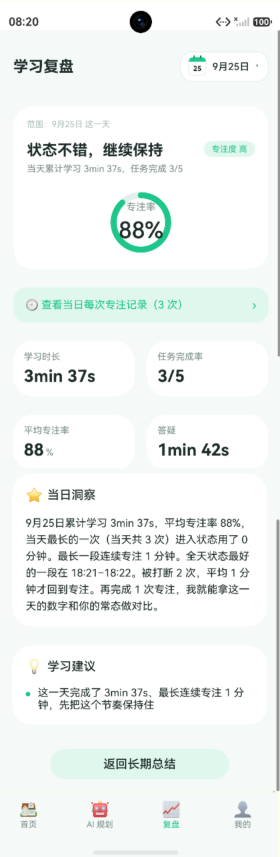 08:20
100
学习复盘
25
9月25日
范围：9月25日 这一天
状态不错，继续保持
专注度 高
当天累计学习 3min 37s，任务完成 3/5
专注率
88%
查看当日每次专注记录（3 次）
学习时长
任务完成率
3min 37s
3/5
平均专注率
答疑
88 %
1min 42s
当日洞察
9月25日累计学习 3min 37s，平均专注率 88%，
当天最长的一次（当天共 3 次）进入状态用了 0
分钟。最长一段连续专注 1 分钟。全天状态最好
的一段在 18:21–18:22。被打断 2 次，平均 1 分
钟才回到专注。再完成 1 次专注，我就能拿这一
天的数字和你的常态做对比。
学习建议
这一天完成了 3min 37s、最长连续专注 1 分
钟，先把这个节奏保持住
返回长期总结
首页
AI 规划
复盘
我的